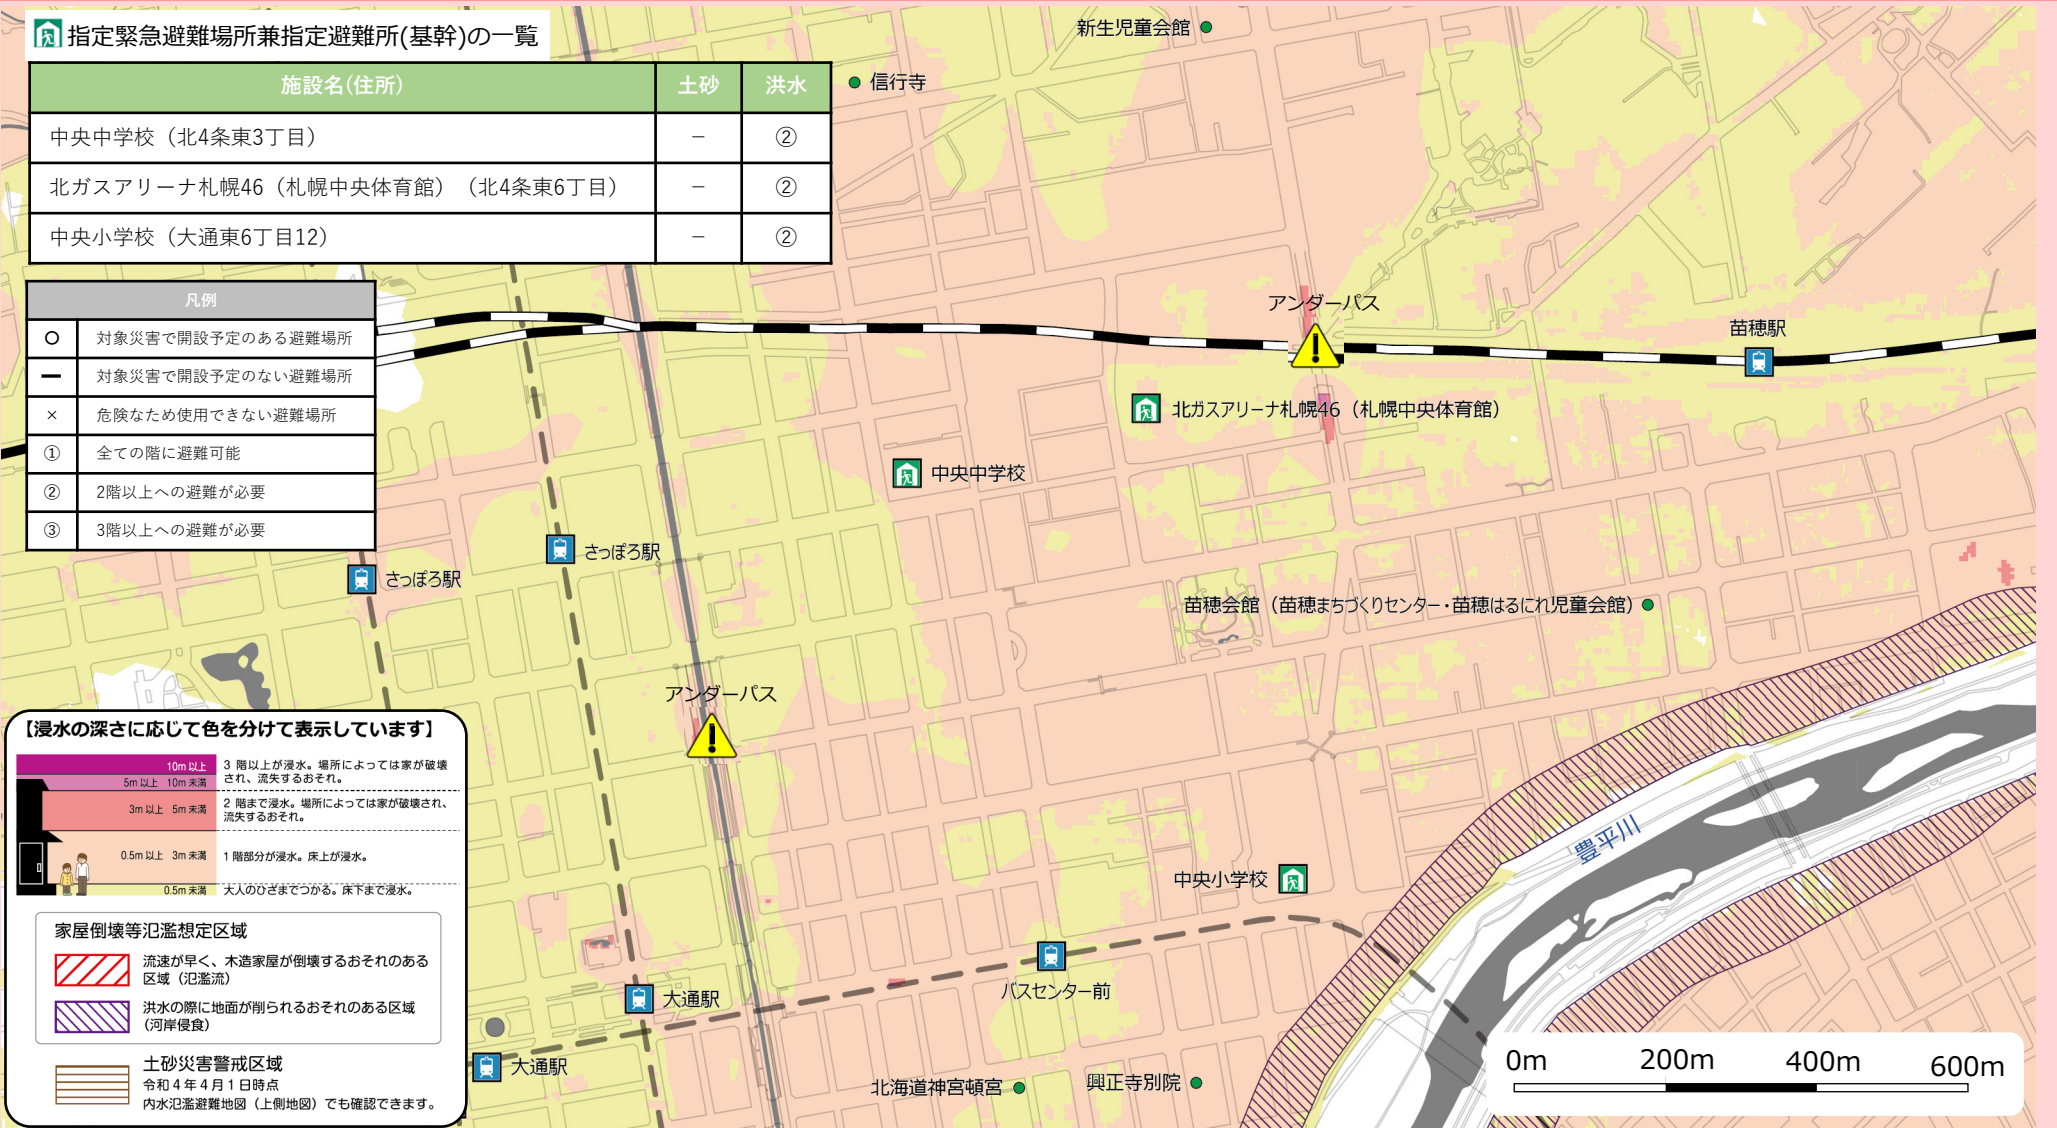 指定緊急避難場所兼指定避難所(基幹)の一覧
施設名(住所) 土砂 洪水
中央中学校（北4条東3丁目） － ②
北ガスアリーナ札幌46（札幌中央体育館）（北4条東6丁目） － ②
中央小学校（大通東6丁目12） － ②
凡例
○ 対象災害で開設予定のある避難場所
ー 対象災害で開設予定のない避難場所
× 危険なため使用できない避難場所
① 全ての階に避難可能
② 2階以上への避難が必要
③ 3階以上への避難が必要
新生児童会館
信行寺
アンダーパス
苗穂駅
北ガスアリーナ札幌46（札幌中央体育館）
中央中学校
さっぽろ駅
さっぽろ駅
苗穂会館（苗穂まちづくりセンター・苗穂はるにれ児童会館）
アンダーパス
豊平川
中央小学校
バスセンター前
大通駅
大通駅
北海道神宮頓宮
興正寺別院
【浸水の深さに応じて色を分けて表示しています】
10m以上
5m以上 10m未満
3階以上が浸水。場所によっては家が破壊
され、流失するおそれ。
3m以上 5m未満
2階まで浸水。場所によっては家が破壊され、
流失するおそれ。
0.5m以上 3m未満
1階部分が浸水。床上が浸水。
0.5m未満
大人のひざまでつかる。床下まで浸水。
家屋倒壊等氾濫想定区域
流速が早く、木造家屋が倒壊するおそれのある
区域（氾濫流）
洪水の際に地面が削られるおそれのある区域
（河岸侵食）
土砂災害警戒区域
令和4年4月1日時点
内水氾濫避難地図（上側地図）でも確認できます。
0m 200m 400m 600m